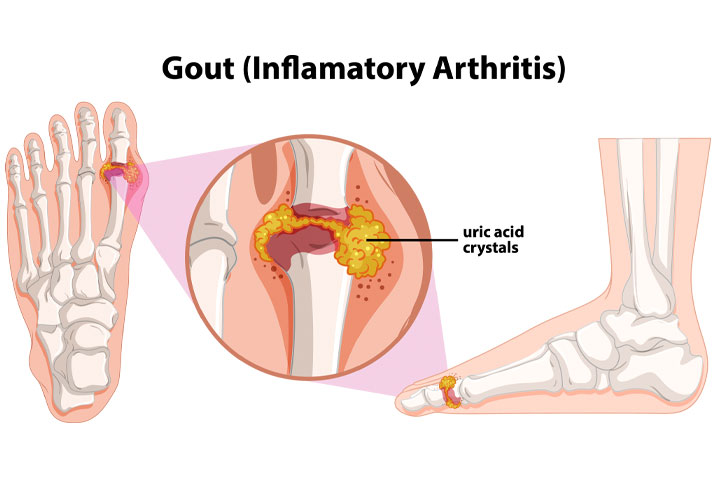 Gout (Inflamatory Arthritis)
uric acid
crystals